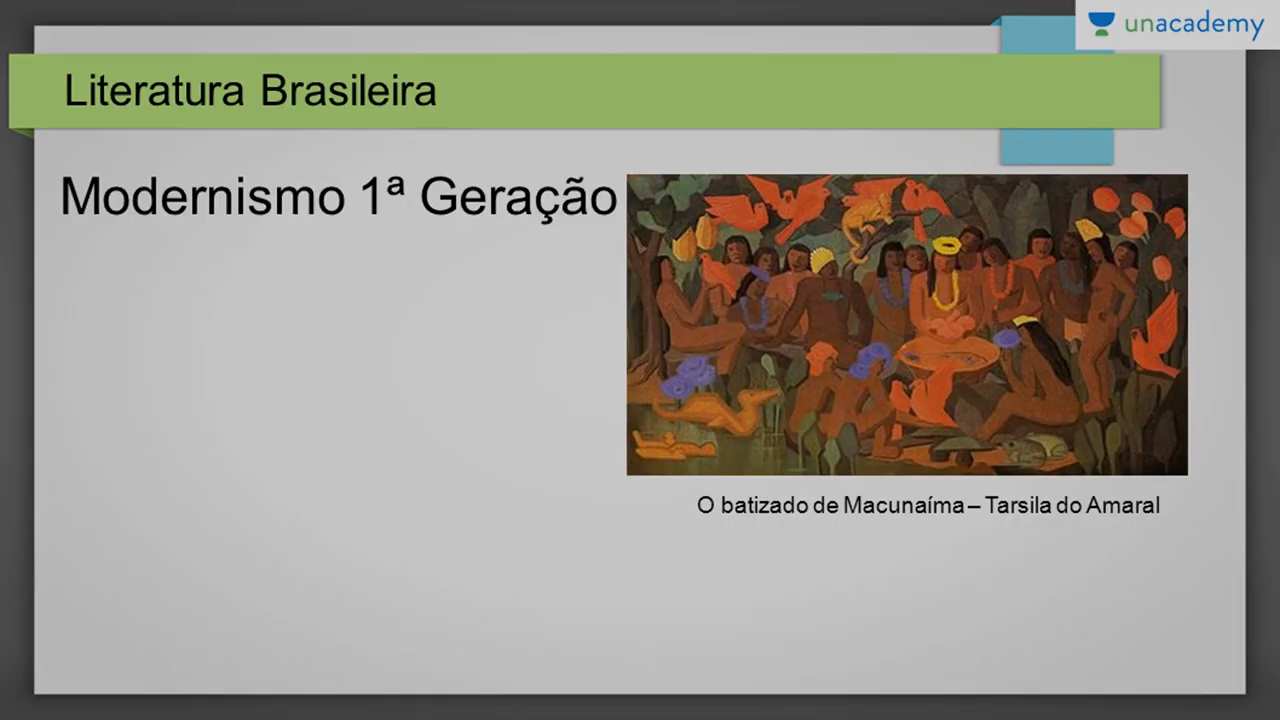 unacademy
Literatura Brasileira
Modernismo 1ª Geração
O batizado de Macunaíma – Tarsila do Amaral